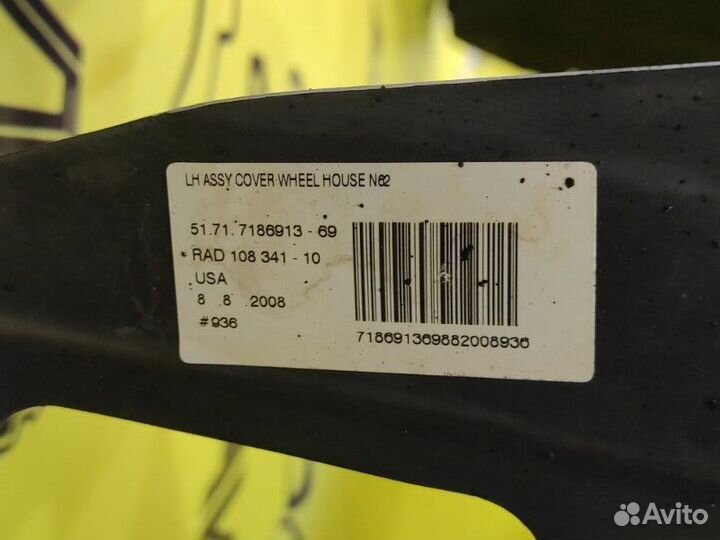 LH ASSY COVER WHEEL HOUSE N62
51.71. 7186913 - 69
RAD 108 341 - 10
USA
8 8 .2008
#936
718691369882008936
Avito